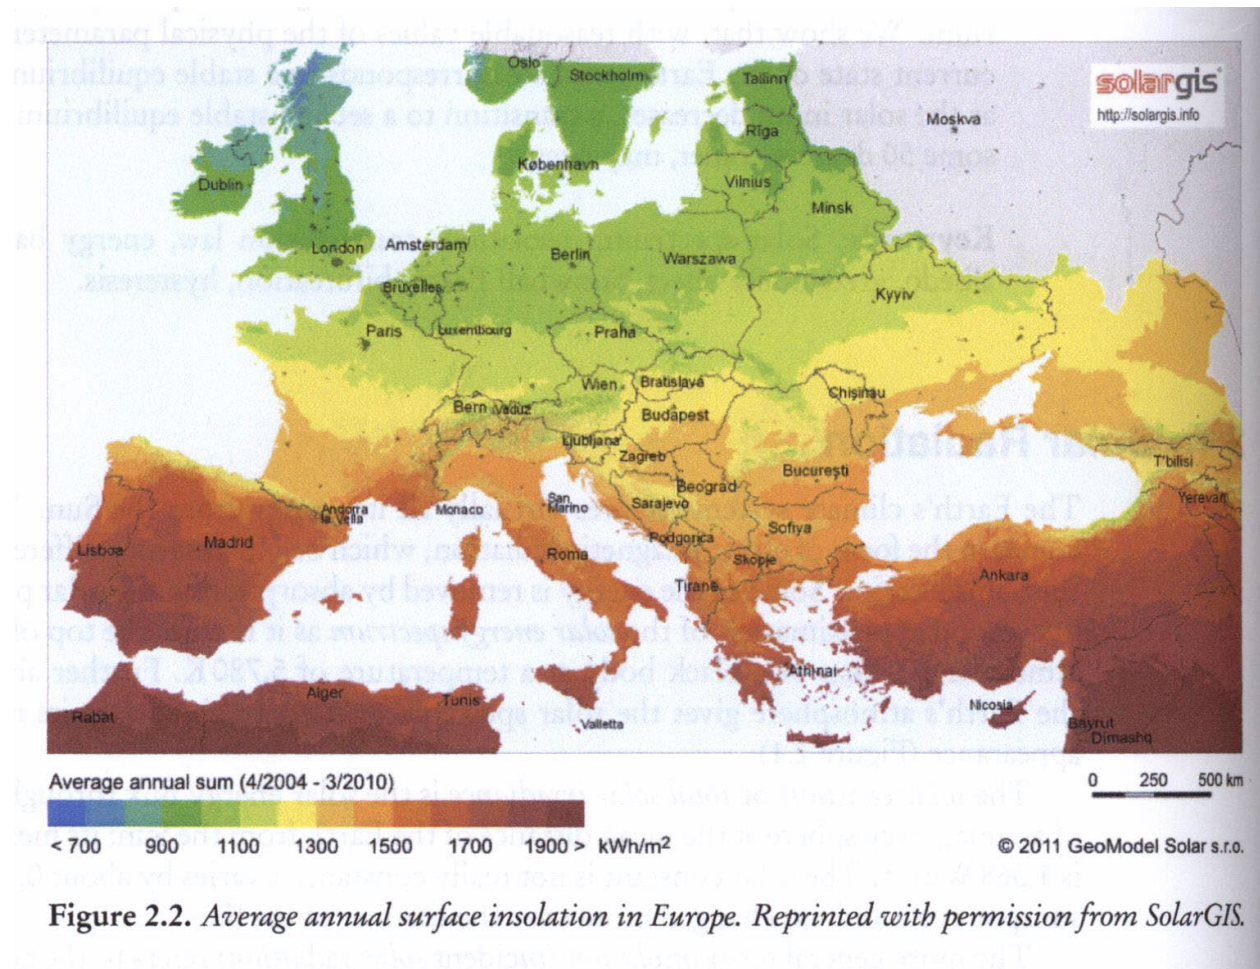 Oslo
Stockholm
Tallinn
solargis
http://solargis.info
Moskva
Rīga
København
Dublin
Vilnius
Minsk
London
Amsterdam
Berlin
Warszawa
Bruxelles
Kyyiv
Paris
Luxembourg
Praha
Wien
Bratislava
Bern
Vaduz
Budapest
Chişinau
Ljubljana
Zagreb
T'bilisi
Bucureşti
Beograd
San
Marino
Sarajevo
Yerevan
Andorra
la Vella
Monaco
Sofiya
Podgorica
Lisboa
Madrid
Roma
Skopje
Ankara
Tirane
Athinai
Alger
Tunis
Nicosia
Rabat
Valletta
Bayrut
Dimashq
Average annual sum (4/2004 - 3/2010)
0 250 500 km
< 700 900 1100 1300 1500 1700 1900 > kWh/m²
© 2011 GeoModel Solar s.r.o.
Figure 2.2. Average annual surface insolation in Europe. Reprinted with permission from SolarGIS.